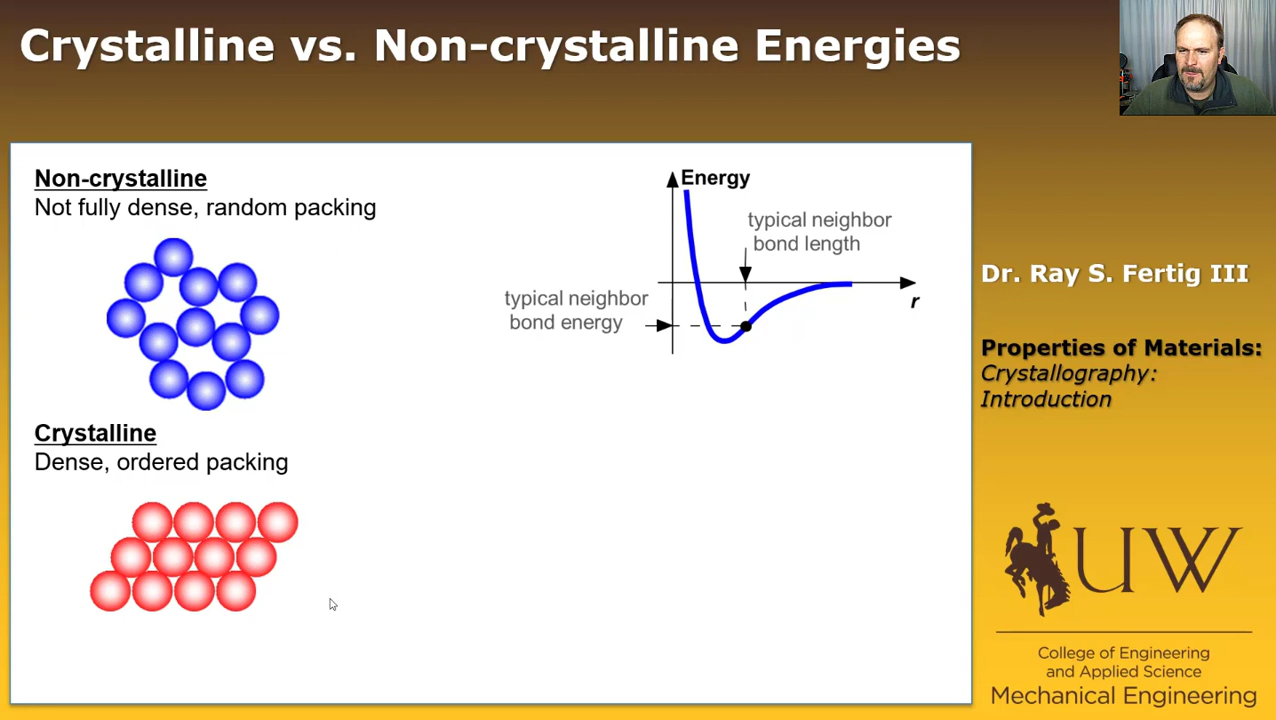 Crystalline vs. Non-crystalline Energies
Non-crystalline
Not fully dense, random packing
Energy
typical neighbor
bond length
typical neighbor
bond energy
r
Crystalline
Dense, ordered packing
Dr. Ray S. Fertig III
Properties of Materials:
Crystallography:
Introduction
UW
College of Engineering
and Applied Science
Mechanical Engineering